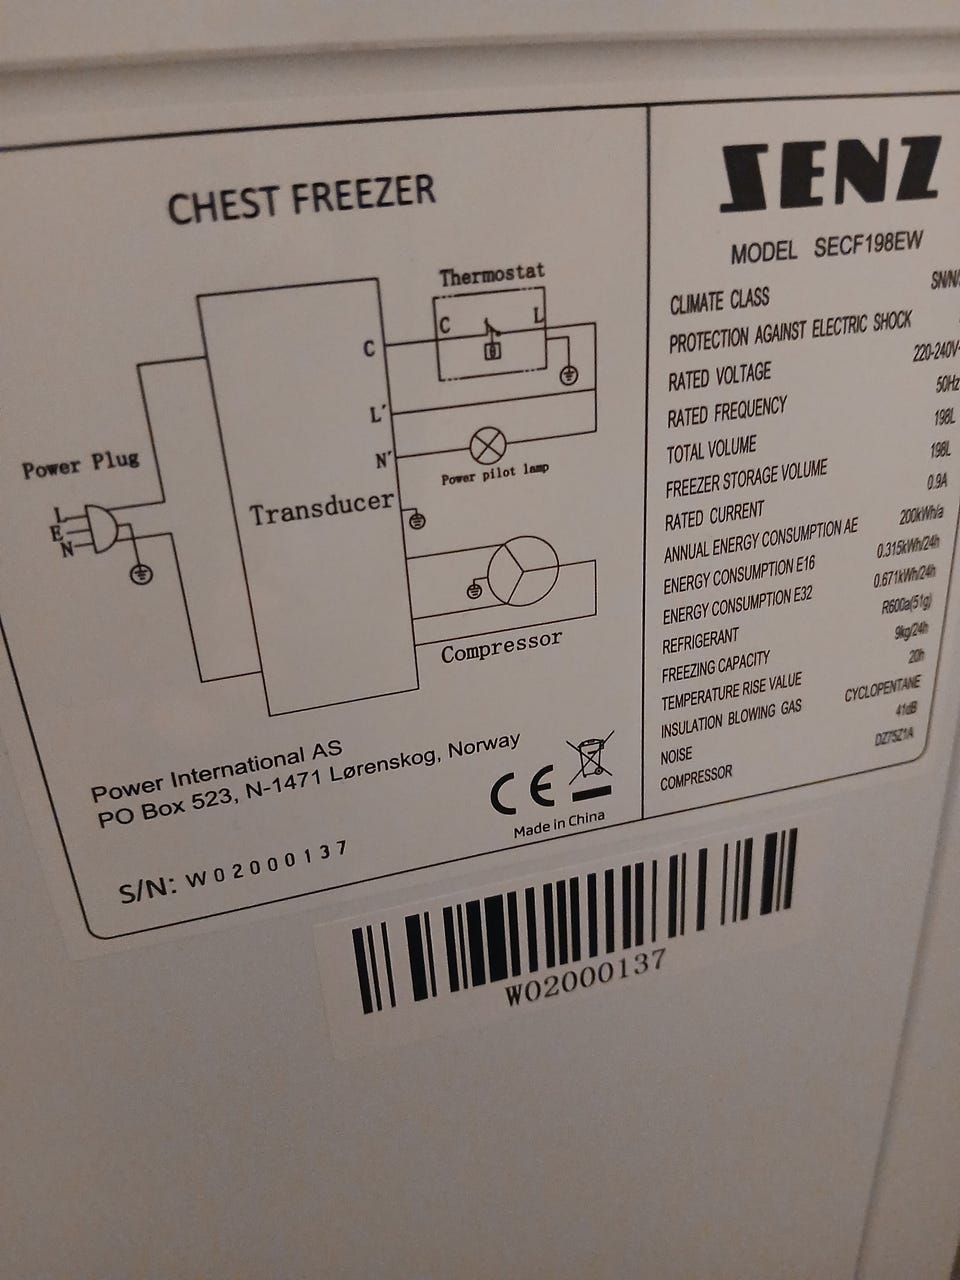 CHEST FREEZER
Thermostat
C
L
C
L'
N'
Power pilot lamp
Power Plug
L
E
N
Transducer
Compressor
Power International AS
PO Box 523, N-1471 Lørenskog, Norway
CE
Made in China
S/N: W02000137
SENZ
MODEL SECF198EW
CLIMATE CLASS SN/N/
PROTECTION AGAINST ELECTRIC SHOCK
RATED VOLTAGE 220-240V~
RATED FREQUENCY 50Hz
TOTAL VOLUME 198L
FREEZER STORAGE VOLUME 198L
RATED CURRENT 0.9A
ANNUAL ENERGY CONSUMPTION AE 200kWh/a
ENERGY CONSUMPTION E16 0.315kWh/24h
ENERGY CONSUMPTION E32 0.671kWh/24h
REFRIGERANT R600a(51g)
FREEZING CAPACITY 9kg/24h
TEMPERATURE RISE VALUE 20h
INSULATION BLOWING GAS CYCLOPENTANE
NOISE 41dB
COMPRESSOR DZ75Z1A
W02000137